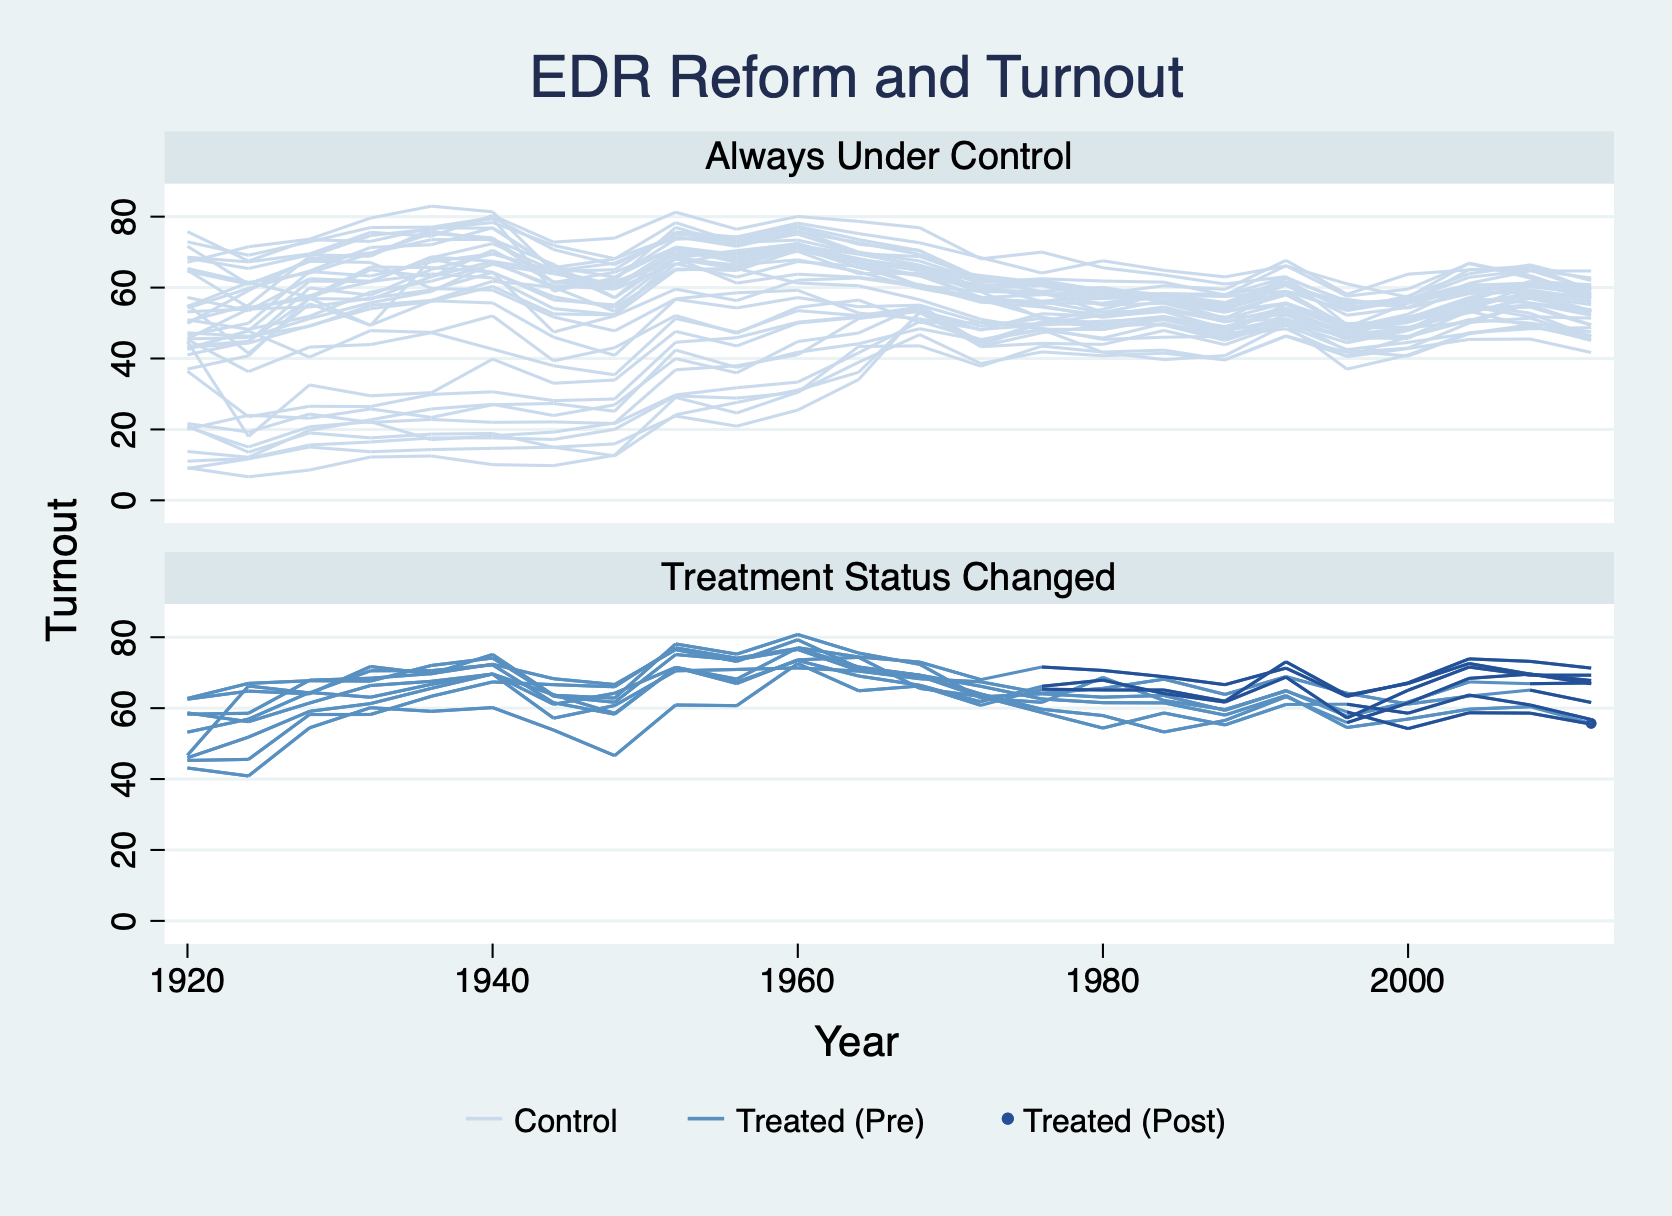 EDR Reform and Turnout
Always Under Control
80
60
40
20
0
Turnout
Treatment Status Changed
80
60
40
20
0
1920 1940 1960 1980 2000
Year
Control Treated (Pre) Treated (Post)